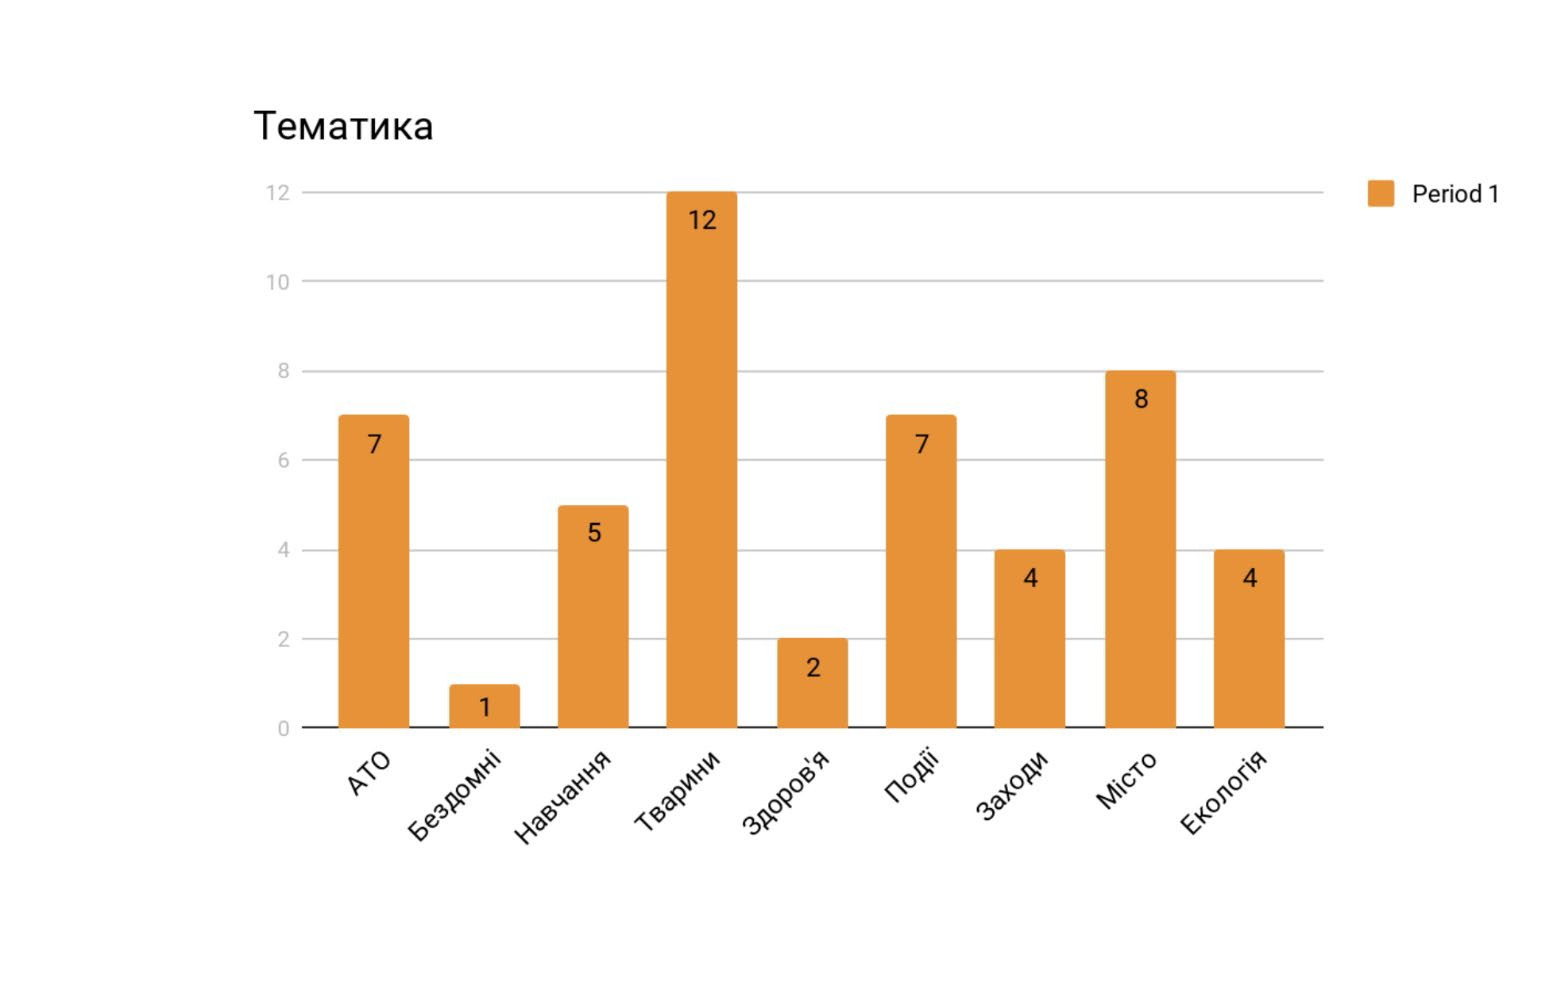 Тематика
Period 1
12
10
8
6
4
2
0
7
1
5
12
2
7
4
8
4
АТО
Бездомні
Навчання
Тварини
Здоров'я
Події
Заходи
Місто
Екологія